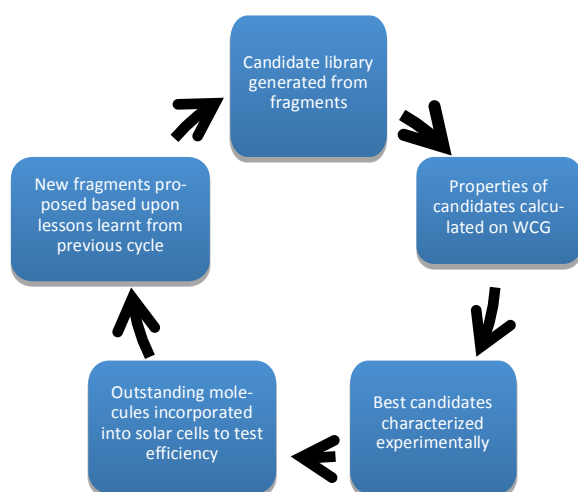 Candidate library
generated from
fragments
Properties of
candidates calcu-
lated on WCG
Best candidates
characterized
experimentally
Outstanding mole-
cules incorporated
into solar cells to test
efficiency
New fragments pro-
posed based upon
lessons learnt from
previous cycle